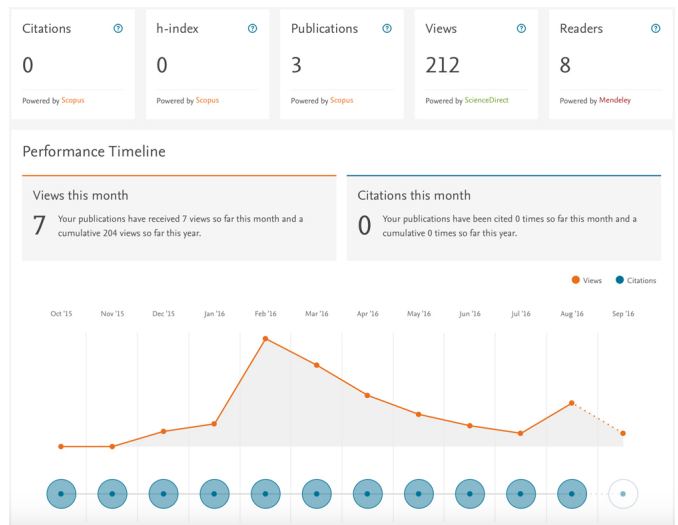 Citations
0
Powered by Scopus
h-index
0
Powered by Scopus
Publications
3
Powered by Scopus
Views
212
Powered by ScienceDirect
Readers
8
Powered by Mendeley
Performance Timeline
Views this month
7
Your publications have received 7 views so far this month and a
cumulative 204 views so far this year.
Citations this month
0
Your publications have been cited 0 times so far this month and a
cumulative 0 times so far this year.
Views Citations
Oct '15 Nov '15 Dec '15 Jan '16 Feb '16 Mar '16 Apr '16 May '16 Jun '16 Jul '16 Aug '16 Sep '16